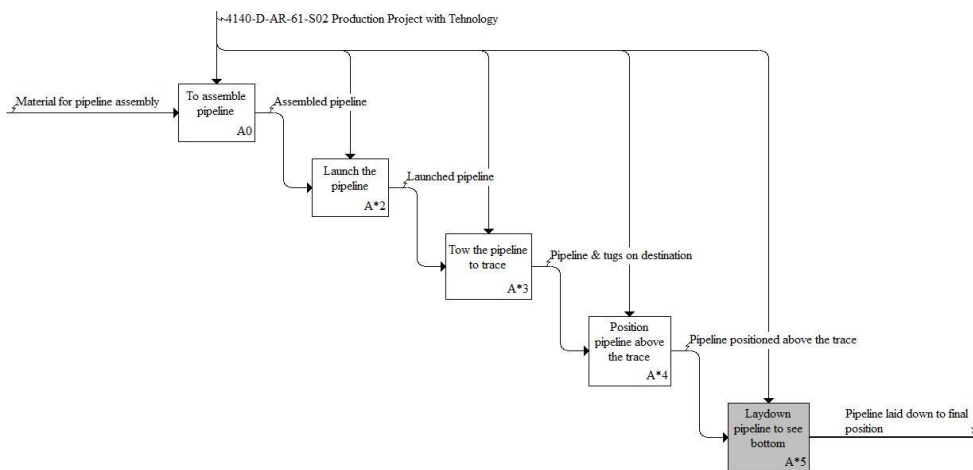 4140-D-AR-61-S02 Production Project with Tehnology
Material for pipeline assembly
To assemble
pipeline
A0
Assembled pipeline
Launch the
pipeline
A*2
Launched pipeline
Tow the pipeline
to trace
A*3
Pipeline & tugs on destination
Position
pipeline above
the trace
A*4
Pipeline positioned above the trace
Laydown
pipeline to see
bottom
A*5
Pipeline laid down to final
position